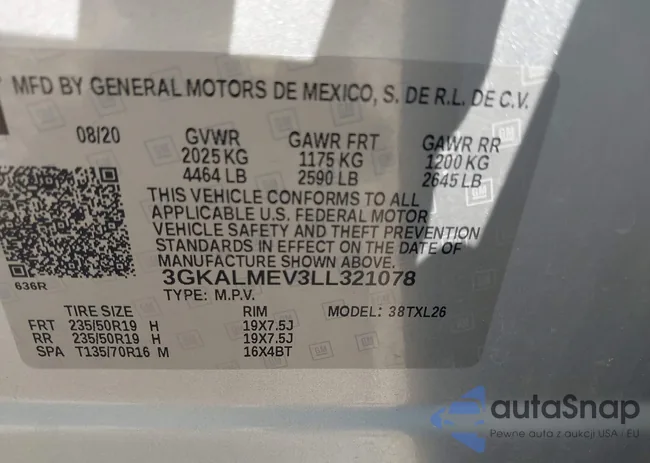 MFD BY GENERAL MOTORS DE MEXICO, S. DE R.L. DE C.V.
08/20 GVWR GAWR FRT GAWR RR
2025 KG 1175 KG 1200 KG
4464 LB 2590 LB 2645 LB
THIS VEHICLE CONFORMS TO ALL
APPLICABLE U.S. FEDERAL MOTOR
VEHICLE SAFETY AND THEFT
PREVENTION STANDARDS IN
EFFECT ON THE DATE OF
MANUFACTURE SHOWN ABOVE.
3GKALMEV3LL321078
636R
TYPE: M.P.V.
TIRE SIZE RIM MODEL: 38TXL26
FRT 235/50R19 H 19X7.5J
RR 235/50R19 H 19X7.5J
SPA T135/70R16 M 16X4BT
autoSnap
Pewne auto z aukcji USA i EU